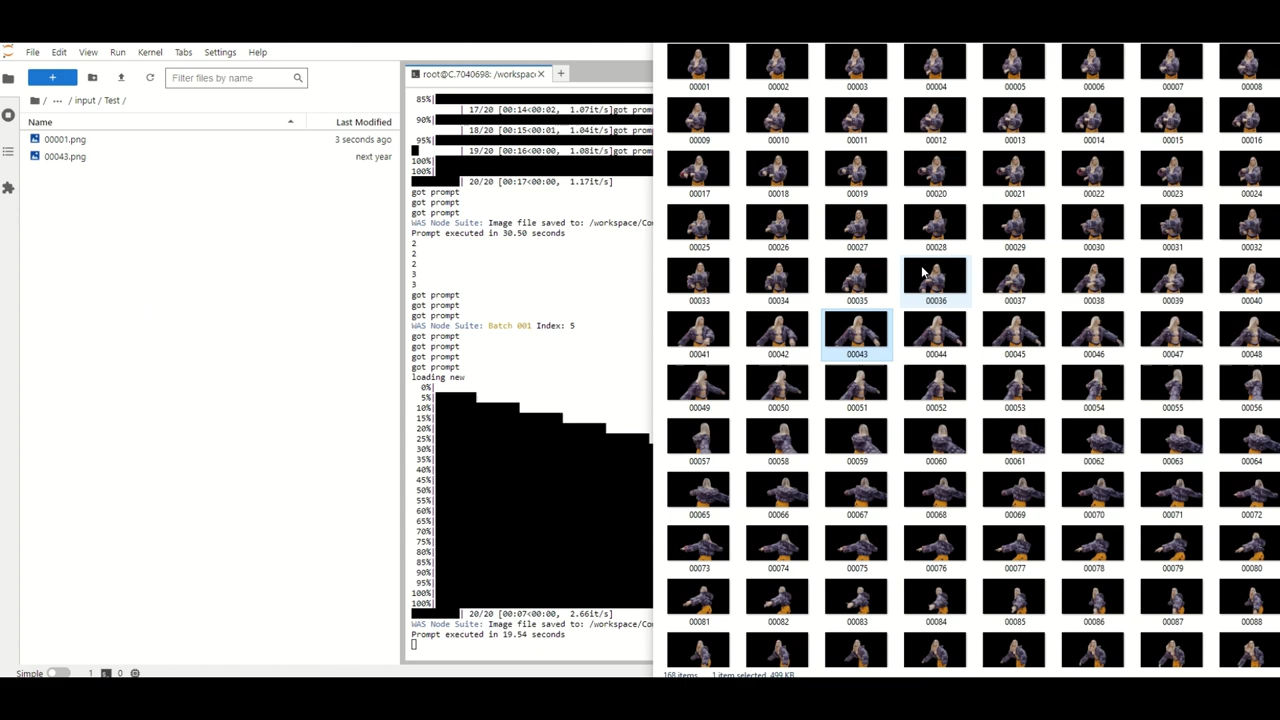 File Edit View Run Kernel Tabs Settings Help
Filter files by name
/ ··· / input / Test /
Name Last Modified
00001.png 3 seconds ago
00043.png next year
Simple 1 0
root@C.7040698: /workspac
85%|
| 17/20 [00:14<00:02, 1.07it/s]got prom
90%|
| 18/20 [00:15<00:01, 1.04it/s]got prom
95%|
| 19/20 [00:16<00:00, 1.08it/s]got prom
100%|
100%|
| 20/20 [00:17<00:00, 1.17it/s]
got prompt
got prompt
got prompt
WAS Node Suite: Image file saved to: /workspace/Co
Prompt executed in 30.50 seconds
2
2
2
3
3
got prompt
got prompt
got prompt
WAS Node Suite: Batch 001 Index: 5
got prompt
got prompt
got prompt
got prompt
loading new
0%|
5%|
10%|
15%|
20%|
25%|
30%|
35%|
40%|
45%|
50%|
55%|
60%|
65%|
70%|
75%|
80%|
85%|
90%|
95%|
100%|
100%|
| 20/20 [00:07<00:00, 2.66it/s]
WAS Node Suite: Image file saved to: /workspace/Co
Prompt executed in 19.54 seconds
00001 00002 00003 00004 00005 00006 00007 00008
00009 00010 00011 00012 00013 00014 00015 00016
00017 00018 00019 00020 00021 00022 00023 00024
00025 00026 00027 00028 00029 00030 00031 00032
00033 00034 00035 00036 00037 00038 00039 00040
00041 00042 00043 00044 00045 00046 00047 00048
00049 00050 00051 00052 00053 00054 00055 00056
00057 00058 00059 00060 00061 00062 00063 00064
00065 00066 00067 00068 00069 00070 00071 00072
00073 00074 00075 00076 00077 00078 00079 00080
00081 00082 00083 00084 00085 00086 00087 00088
168 items 1 item selected, 499 KB